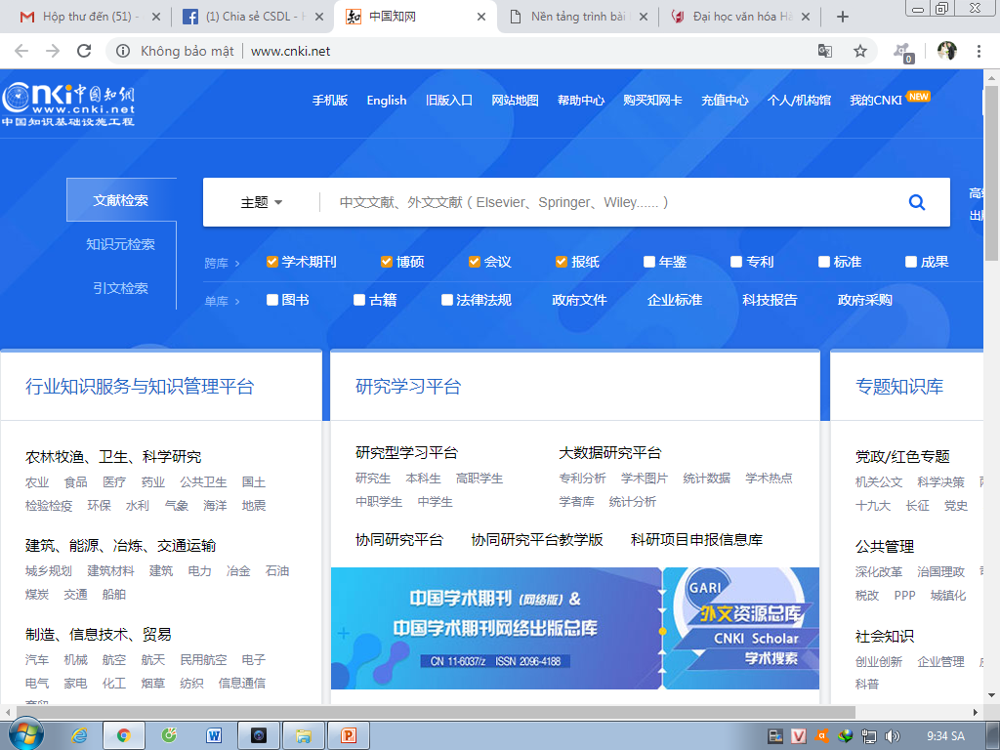 Hộp thư đến (51) -
(1) Chia sẻ CSDL -
中国知网
Nền tảng trình bài
Đại học văn hóa Hà
Không bảo mật
www.cnki.net
0
CNKI中国知网
www.cnki.net
中国知识基础设施工程
手机版 English 旧版入口 网站地图 帮助中心 购买知网卡 充值中心 个人/机构馆 我的CNKI NEW
文献检索
知识元检索
引文检索
主题
中文文献、外文文献（Elsevier、Springer、Wiley......）
跨库 > 学术期刊 博硕 会议 报纸 年鉴 专利 标准 成果
单库 > 图书 古籍 法律法规 政府文件 企业标准 科技报告 政府采购
行业知识服务与知识管理平台
农林牧渔、卫生、科学研究
农业 食品 医疗 药业 公共卫生 国土
检验检疫 环保 水利 气象 海洋 地震
建筑、能源、冶炼、交通运输
城乡规划 建筑材料 建筑 电力 冶金 石油
煤炭 交通 船舶
制造、信息技术、贸易
汽车 机械 航空 航天 民用航空 电子
电气 家电 化工 烟草 纺织 信息通信
研究学习平台
研究型学习平台
研究生 本科生 高职学生
中职学生 中学生
大数据研究平台
专利分析 学术图片 统计数据 学术热点
学者库 统计分析
协同研究平台 协同研究平台教学版 科研项目申报信息库
中国学术期刊（网络版）&
中国学术期刊网络出版总库
CN 11-6037/z ISSN 2096-4188
GARI
外文资源总库
CNKI Scholar
学术搜索
专题知识库
党政/红色专题
机关公文 科学决策
十九大 长征 党史
公共管理
深化改革 治国理政
税改 PPP 城镇化
社会知识
创业创新 企业管理
科普
9:34 SA